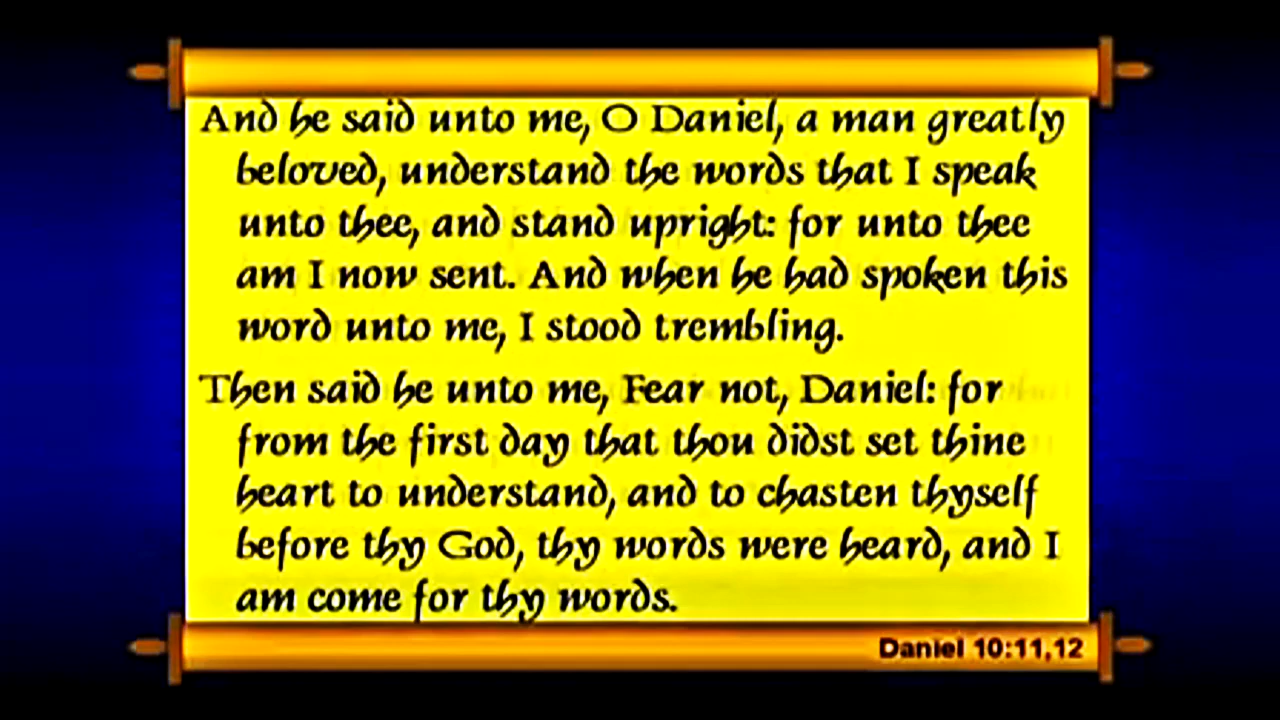 And he said unto me, O Daniel, a man greatly
beloved, understand the words that I speak
unto thee, and stand upright: for unto thee
am I now sent. And when he had spoken this
word unto me, I stood trembling.
Then said he unto me, Fear not, Daniel: for
from the first day that thou didst set thine
heart to understand, and to chasten thyself
before thy God, thy words were heard, and I
am come for thy words.
Daniel 10:11,12